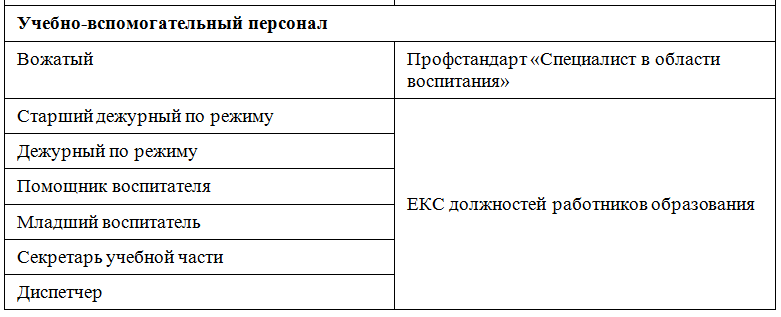 Учебно-вспомогательный персонал
Вожатый
Профстандарт «Специалист в области
воспитания»
Старший дежурный по режиму
Дежурный по режиму
Помощник воспитателя
Младший воспитатель
Секретарь учебной части
Диспетчер
ЕКС должностей работников образования